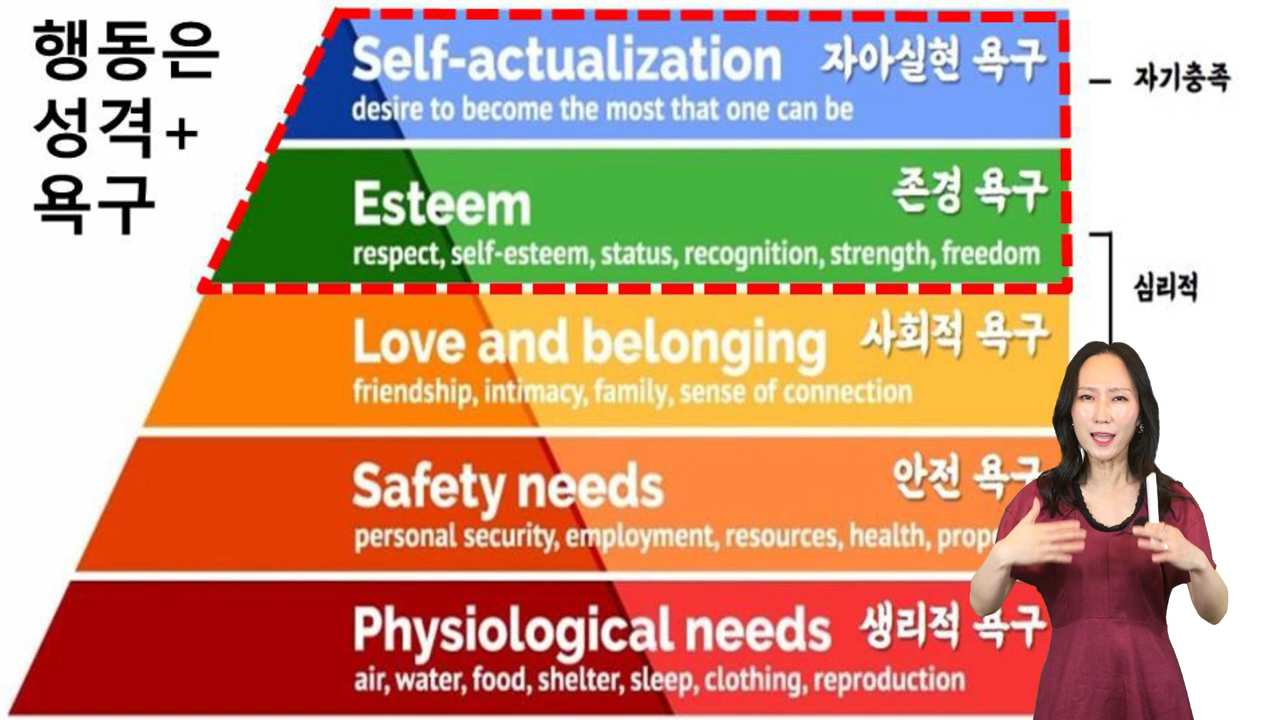 행동은
성격+
욕구
Self-actualization 자아실현 욕구
desire to become the most that one can be
자기충족
Esteem 존경 욕구
respect, self-esteem, status, recognition, strength, freedom
심리적
Love and belonging 사회적 욕구
friendship, intimacy, family, sense of connection
Safety needs 안전 욕구
personal security, employment, resources, health,
Physiological needs 생리적 욕구
air, water, food, shelter, sleep, clothing, reproduction